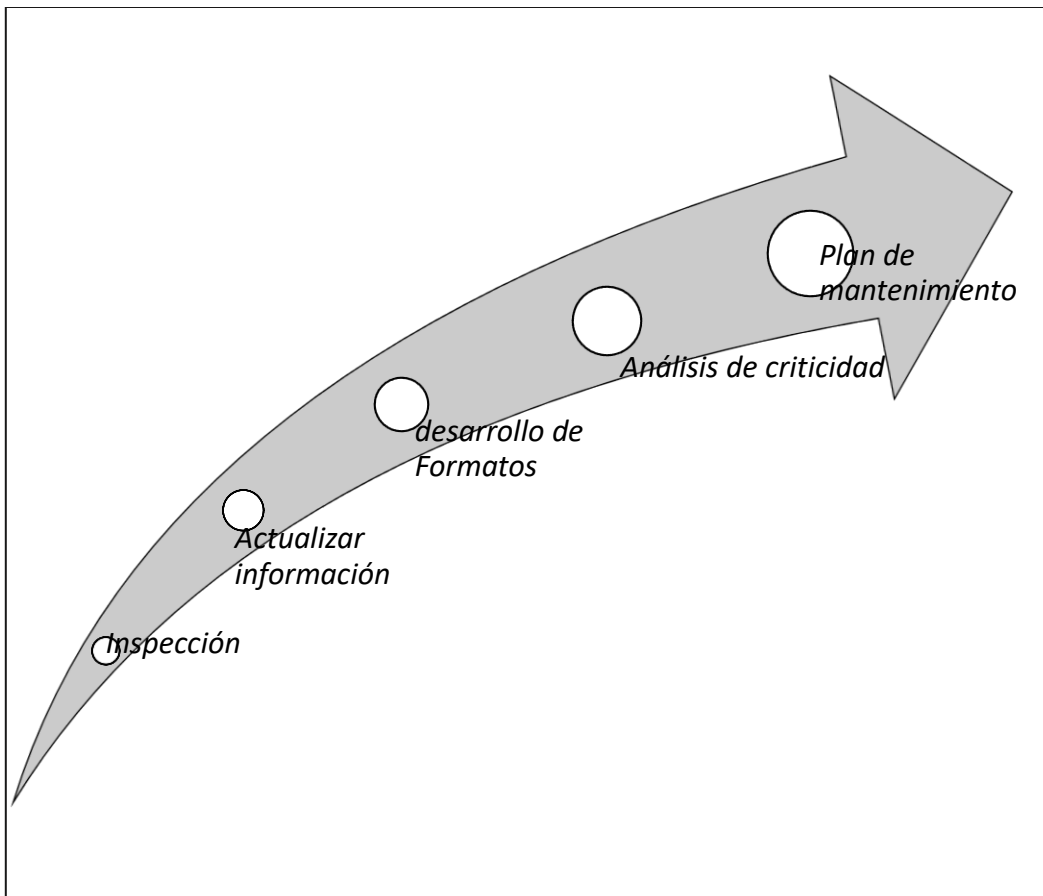 Plan de
mantenimiento
Análisis de criticidad
desarrollo de
Formatos
Actualizar
información
Inspección